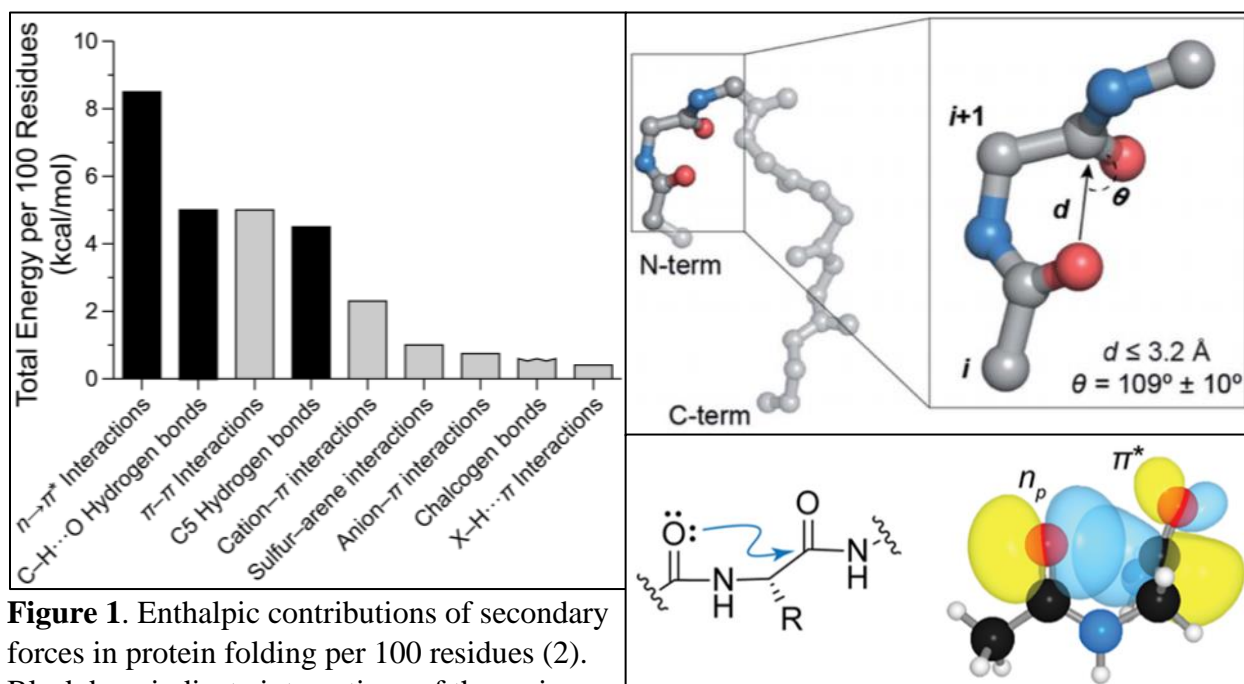 Total Energy per 100 Residues
(kcal/mol)
10
8
6
4
2
0
n→π* Interactions
C–H···O Hydrogen bonds
π–π Interactions
C5 Hydrogen bonds
Cation–π interactions
Sulfur–arene interactions
Anion–π interactions
Chalcogen bonds
X–H···π Interactions
Figure 1. Enthalpic contributions of secondary
forces in protein folding per 100 residues (2).
N-term
C-term
i+1
d
θ
i
d ≤ 3.2 Å
θ = 109º ± 10º
O
O
N
H
N
H
R
n_p
π*